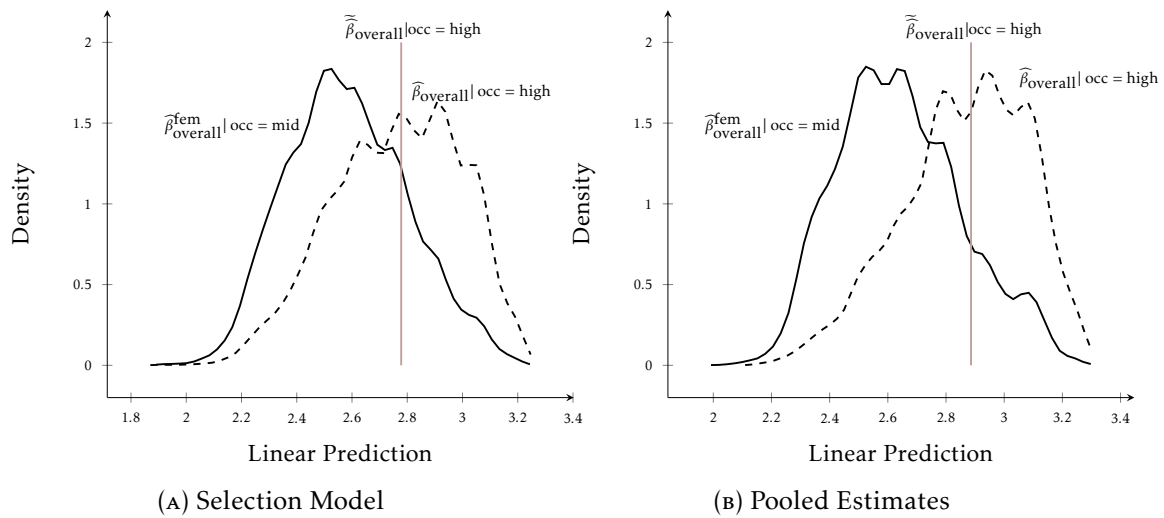 β̃̂overall|occ = high
β̂overall| occ = high
β̂fem overall| occ = mid
2
1.5
1
0.5
0
Density
1.8 2 2.2 2.4 2.6 2.8 3 3.2 3.4
Linear Prediction
(A) Selection Model
β̃̂overall|occ = high
β̂overall| occ = high
β̂fem overall| occ = mid
2
1.5
1
0.5
0
Density
2 2.2 2.4 2.6 2.8 3 3.2 3.4
Linear Prediction
(B) Pooled Estimates